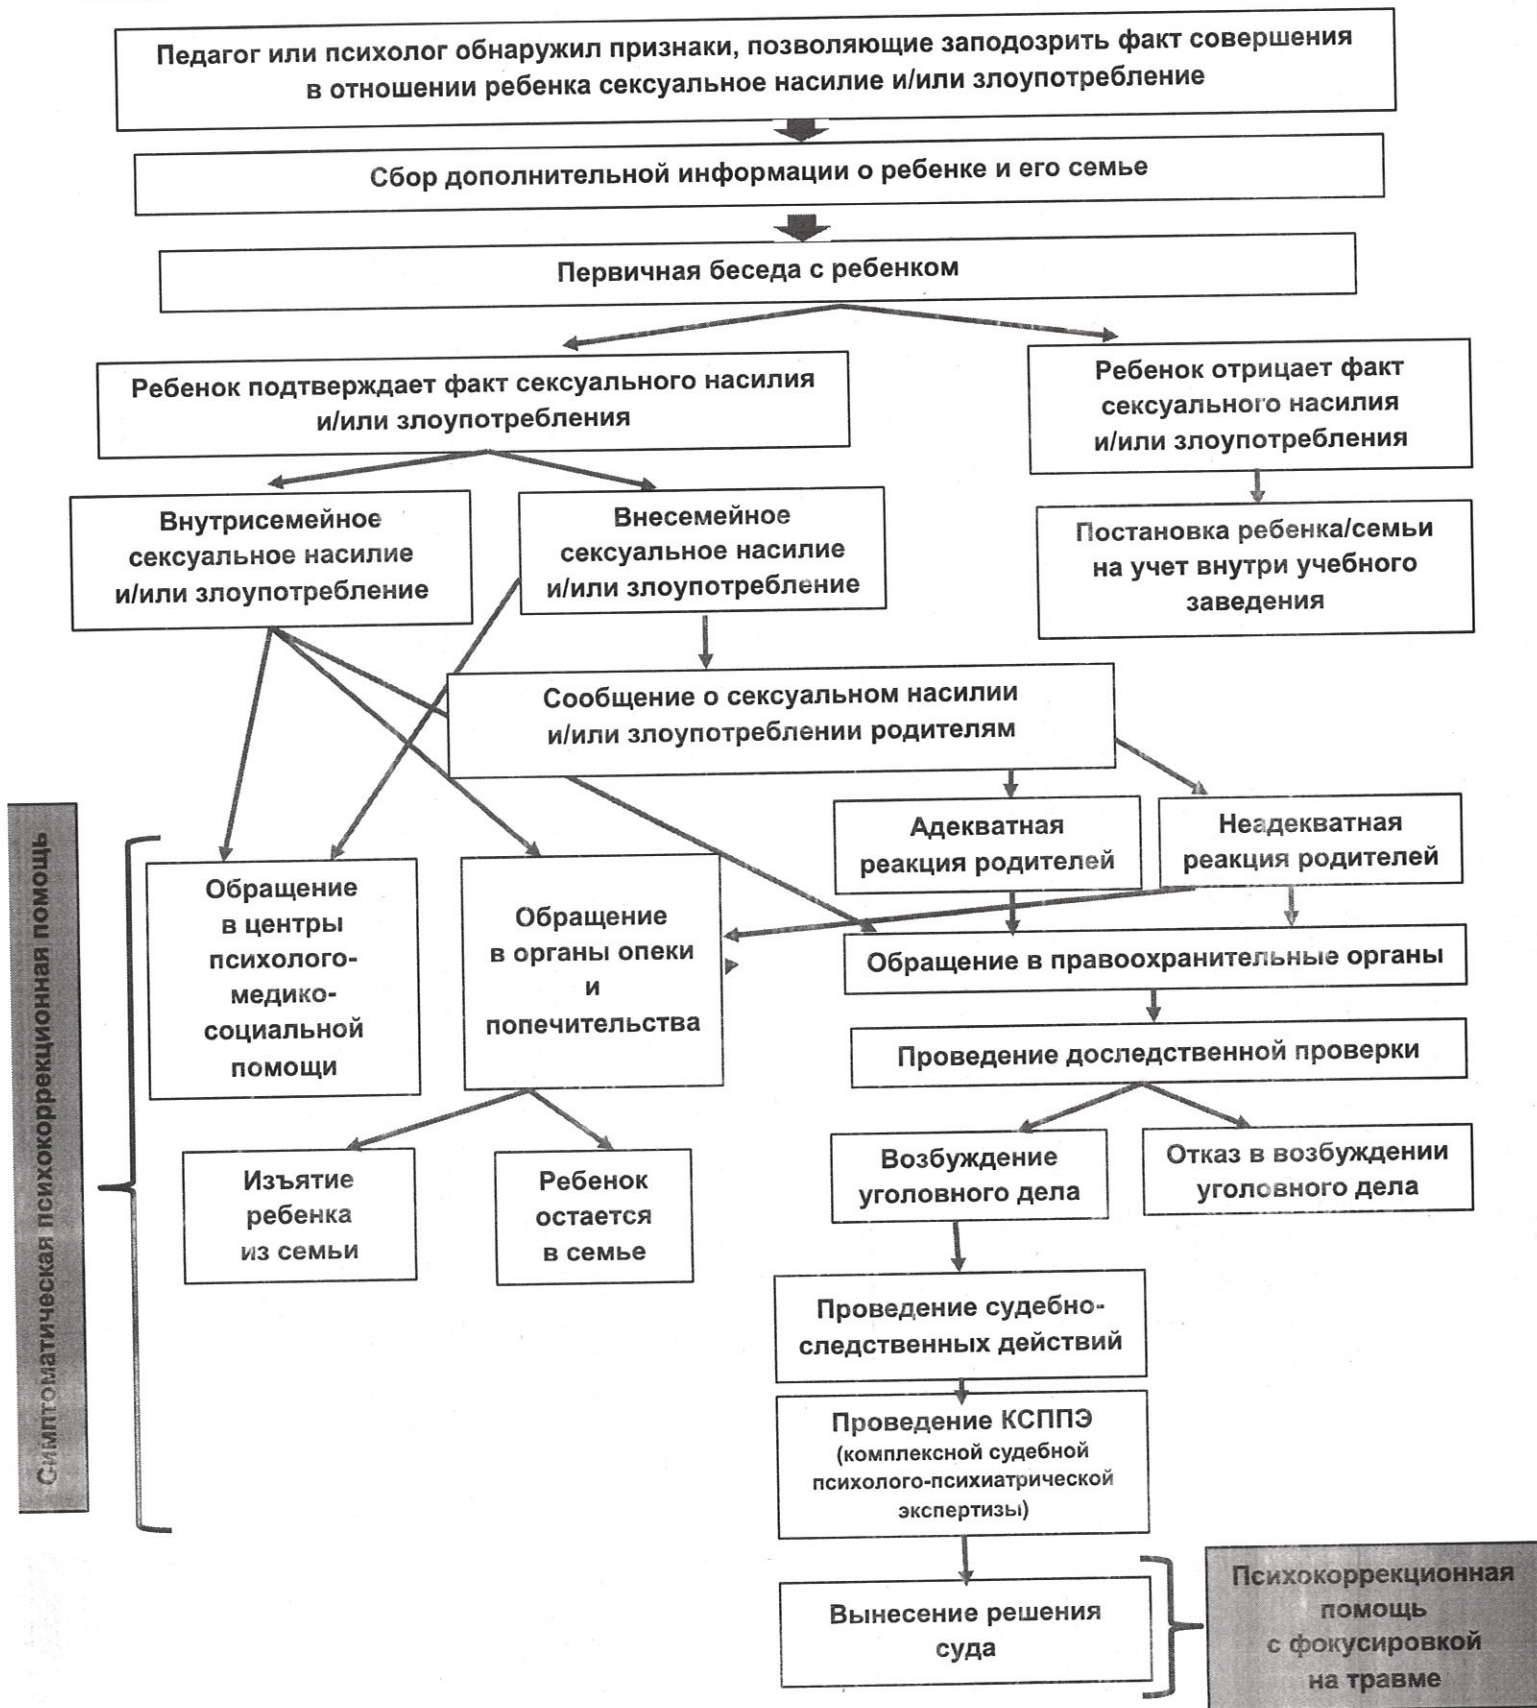 Педагог или психолог обнаружил признаки, позволяющие заподозрить факт совершения
в отношении ребенка сексуальное насилие и/или злоупотребление
Сбор дополнительной информации о ребенке и его семье
Первичная беседа с ребенком
Ребенок подтверждает факт сексуального насилия
и/или злоупотребления
Ребенок отрицает факт
сексуального насилия
и/или злоупотребления
Внутрисемейное
сексуальное насилие
и/или злоупотребление
Внесемейное
сексуальное насилие
и/или злоупотребление
Постановка ребенка/семьи
на учет внутри учебного
заведения
Сообщение о сексуальном насилии
и/или злоупотреблении родителям
Адекватная
реакция родителей
Неадекватная
реакция родителей
Симптоматическая психокоррекционная помощь
Обращение
в центры
психолого-
медико-
социальной
помощи
Обращение
в органы опеки
и
попечительства
Обращение в правоохранительные органы
Проведение доследственной проверки
Изъятие
ребенка
из семьи
Ребенок
остается
в семье
Возбуждение
уголовного дела
Отказ в возбуждении
уголовного дела
Проведение судебно-
следственных действий
Проведение КСППЭ
(комплексной судебной
психолого-психиатрической
экспертизы)
Вынесение решения
суда
Психокоррекционная
помощь
с фокусировкой
на травме